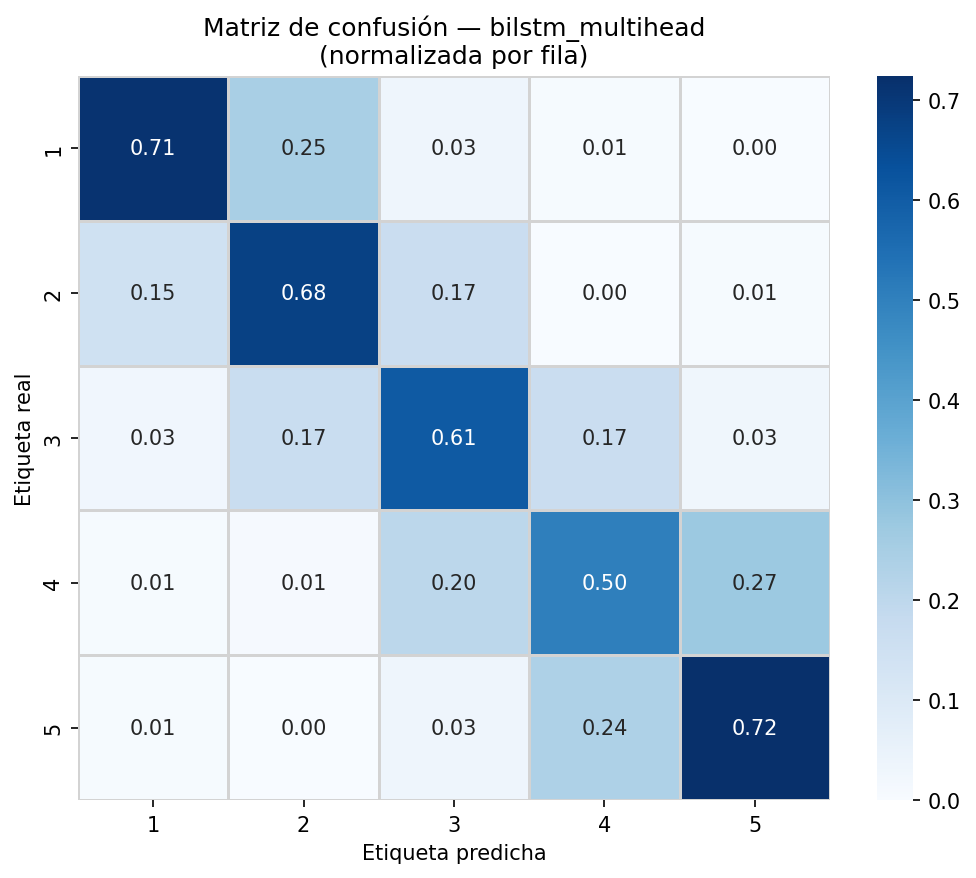 Matriz de confusión — bilstm_multihead
(normalizada por fila)
1 0.71 0.25 0.03 0.01 0.00
2 0.15 0.68 0.17 0.00 0.01
3 0.03 0.17 0.61 0.17 0.03
4 0.01 0.01 0.20 0.50 0.27
5 0.01 0.00 0.03 0.24 0.72
1 2 3 4 5
Etiqueta predicha
Etiqueta real
0.7
0.6
0.5
0.4
0.3
0.2
0.1
0.0